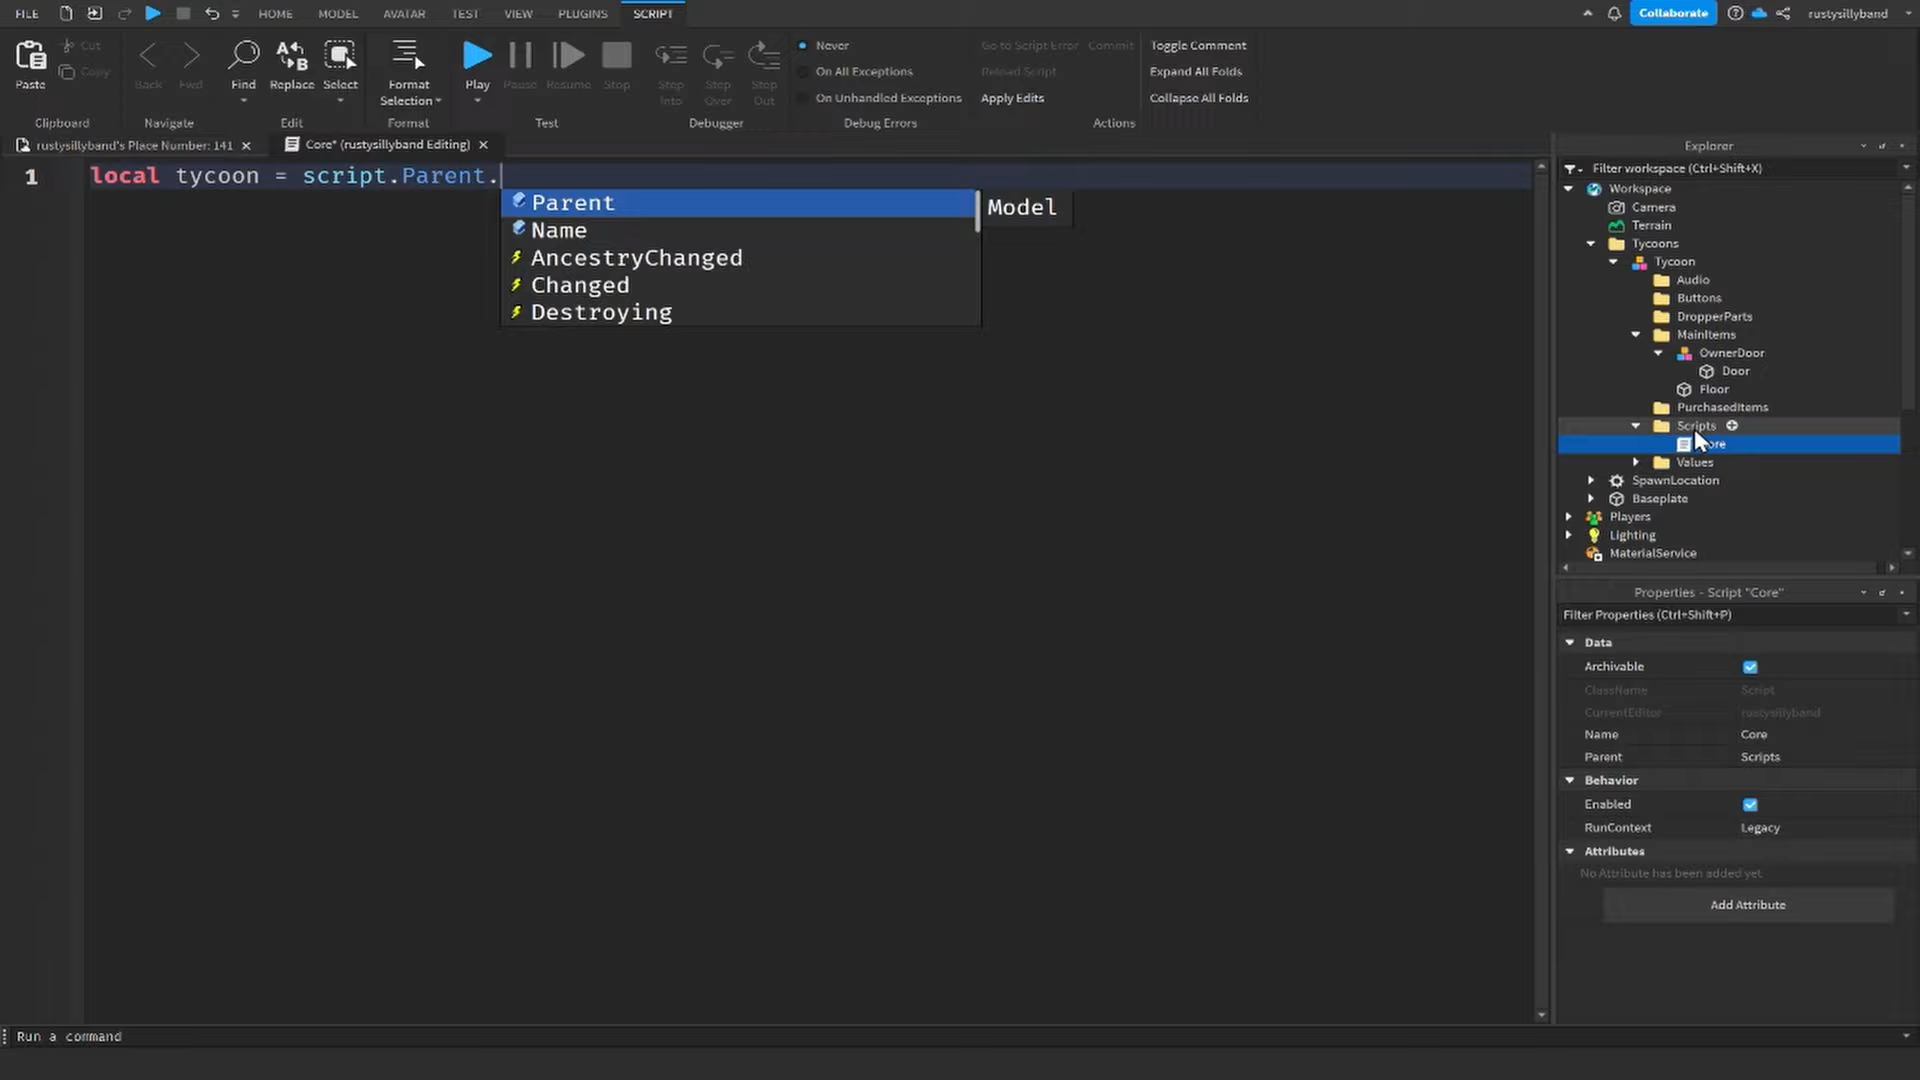 FILE HOME MODEL AVATAR TEST VIEW PLUGINS SCRIPT Collaborate rustysillyband
Paste Cut Copy Back Fwd Find Replace Select Format Selection Play Pause Resume Stop Step Into Step Over Step Out
Never
On All Exceptions
On Unhandled Exceptions
Go to Script Error Commit
Reload Script
Apply Edits
Toggle Comment
Expand All Folds
Collapse All Folds
Clipboard Navigate Edit Format Test Debugger Debug Errors Actions
rustysillyband's Place Number: 141 Core* (rustysillyband Editing)
1 local tycoon = script.Parent.
Parent Model
Name
AncestryChanged
Changed
Destroying
Explorer
Filter workspace (Ctrl+Shift+X)
Workspace
Camera
Terrain
Tycoons
Tycoon
Audio
Buttons
DropperParts
MainItems
OwnerDoor
Door
Floor
PurchasedItems
Scripts
Values
SpawnLocation
Baseplate
Players
Lighting
MaterialService
Properties - Script "Core"
Filter Properties (Ctrl+Shift+P)
Data
Archivable
ClassName Script
CurrentEditor rustysillyband
Name Core
Parent Scripts
Behavior
Enabled
RunContext Legacy
Attributes
No Attribute has been added yet
Add Attribute
Run a command